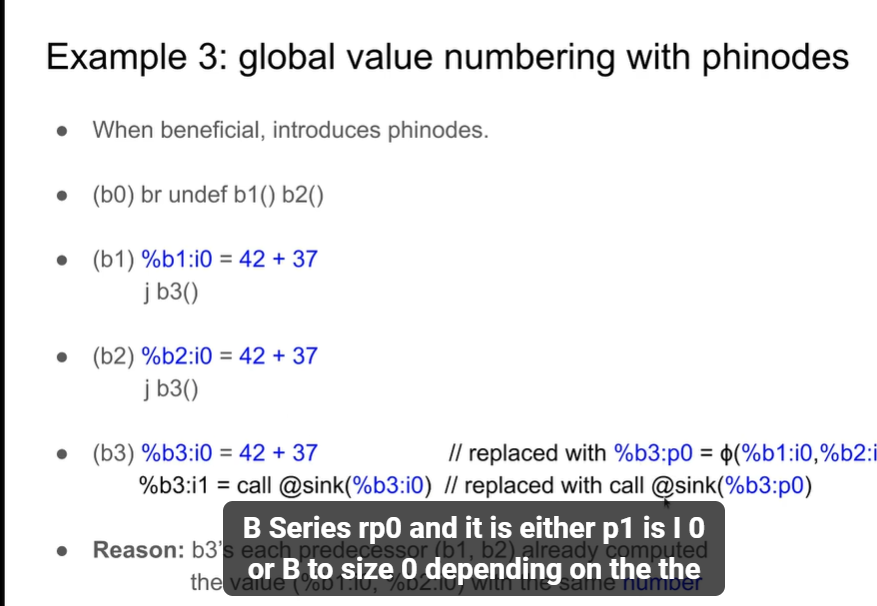 Example 3: global value numbering with phinodes
● When beneficial, introduces phinodes.
● (b0) br undef b1() b2()
● (b1) %b1:i0 = 42 + 37
j b3()
● (b2) %b2:i0 = 42 + 37
j b3()
● (b3) %b3:i0 = 42 + 37 // replaced with %b3:p0 = ϕ(%b1:i0,%b2:i
%b3:i1 = call @sink(%b3:i0) // replaced with call @sink(%b3:p0)
● Reason: b3's each predecessor (b1, b2) already computed
the value (%b1:i0, %b2:i0) with the same number
B Series rp0 and it is either p1 is I 0
or B to size 0 depending on the the